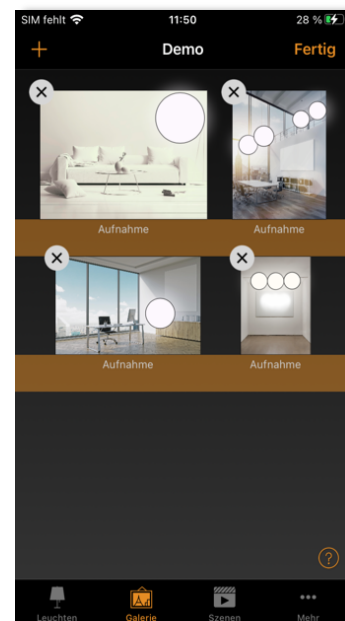 SIM fehlt 11:50 28 %
Demo Fertig
Aufnahme Aufnahme
Aufnahme Aufnahme
?
Leuchten Galerie Szenen Mehr